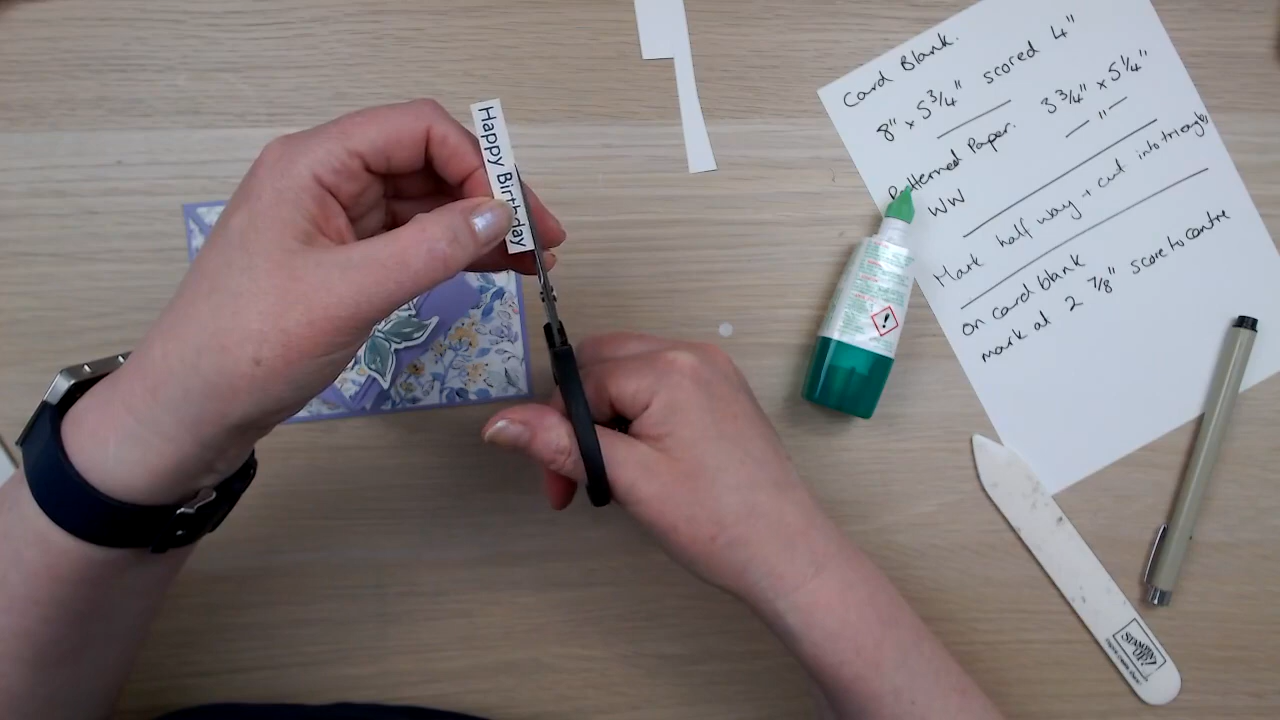 Happy Birthday
Card Blank.
8" x 5 3/4" scored 4"
Patterned Paper. 3 3/4" x 5 1/4"
WW — " —
Mark half way + cut into triangles
on card blank
mark at 2 7/8" score to centre
STAMPIN' UP!